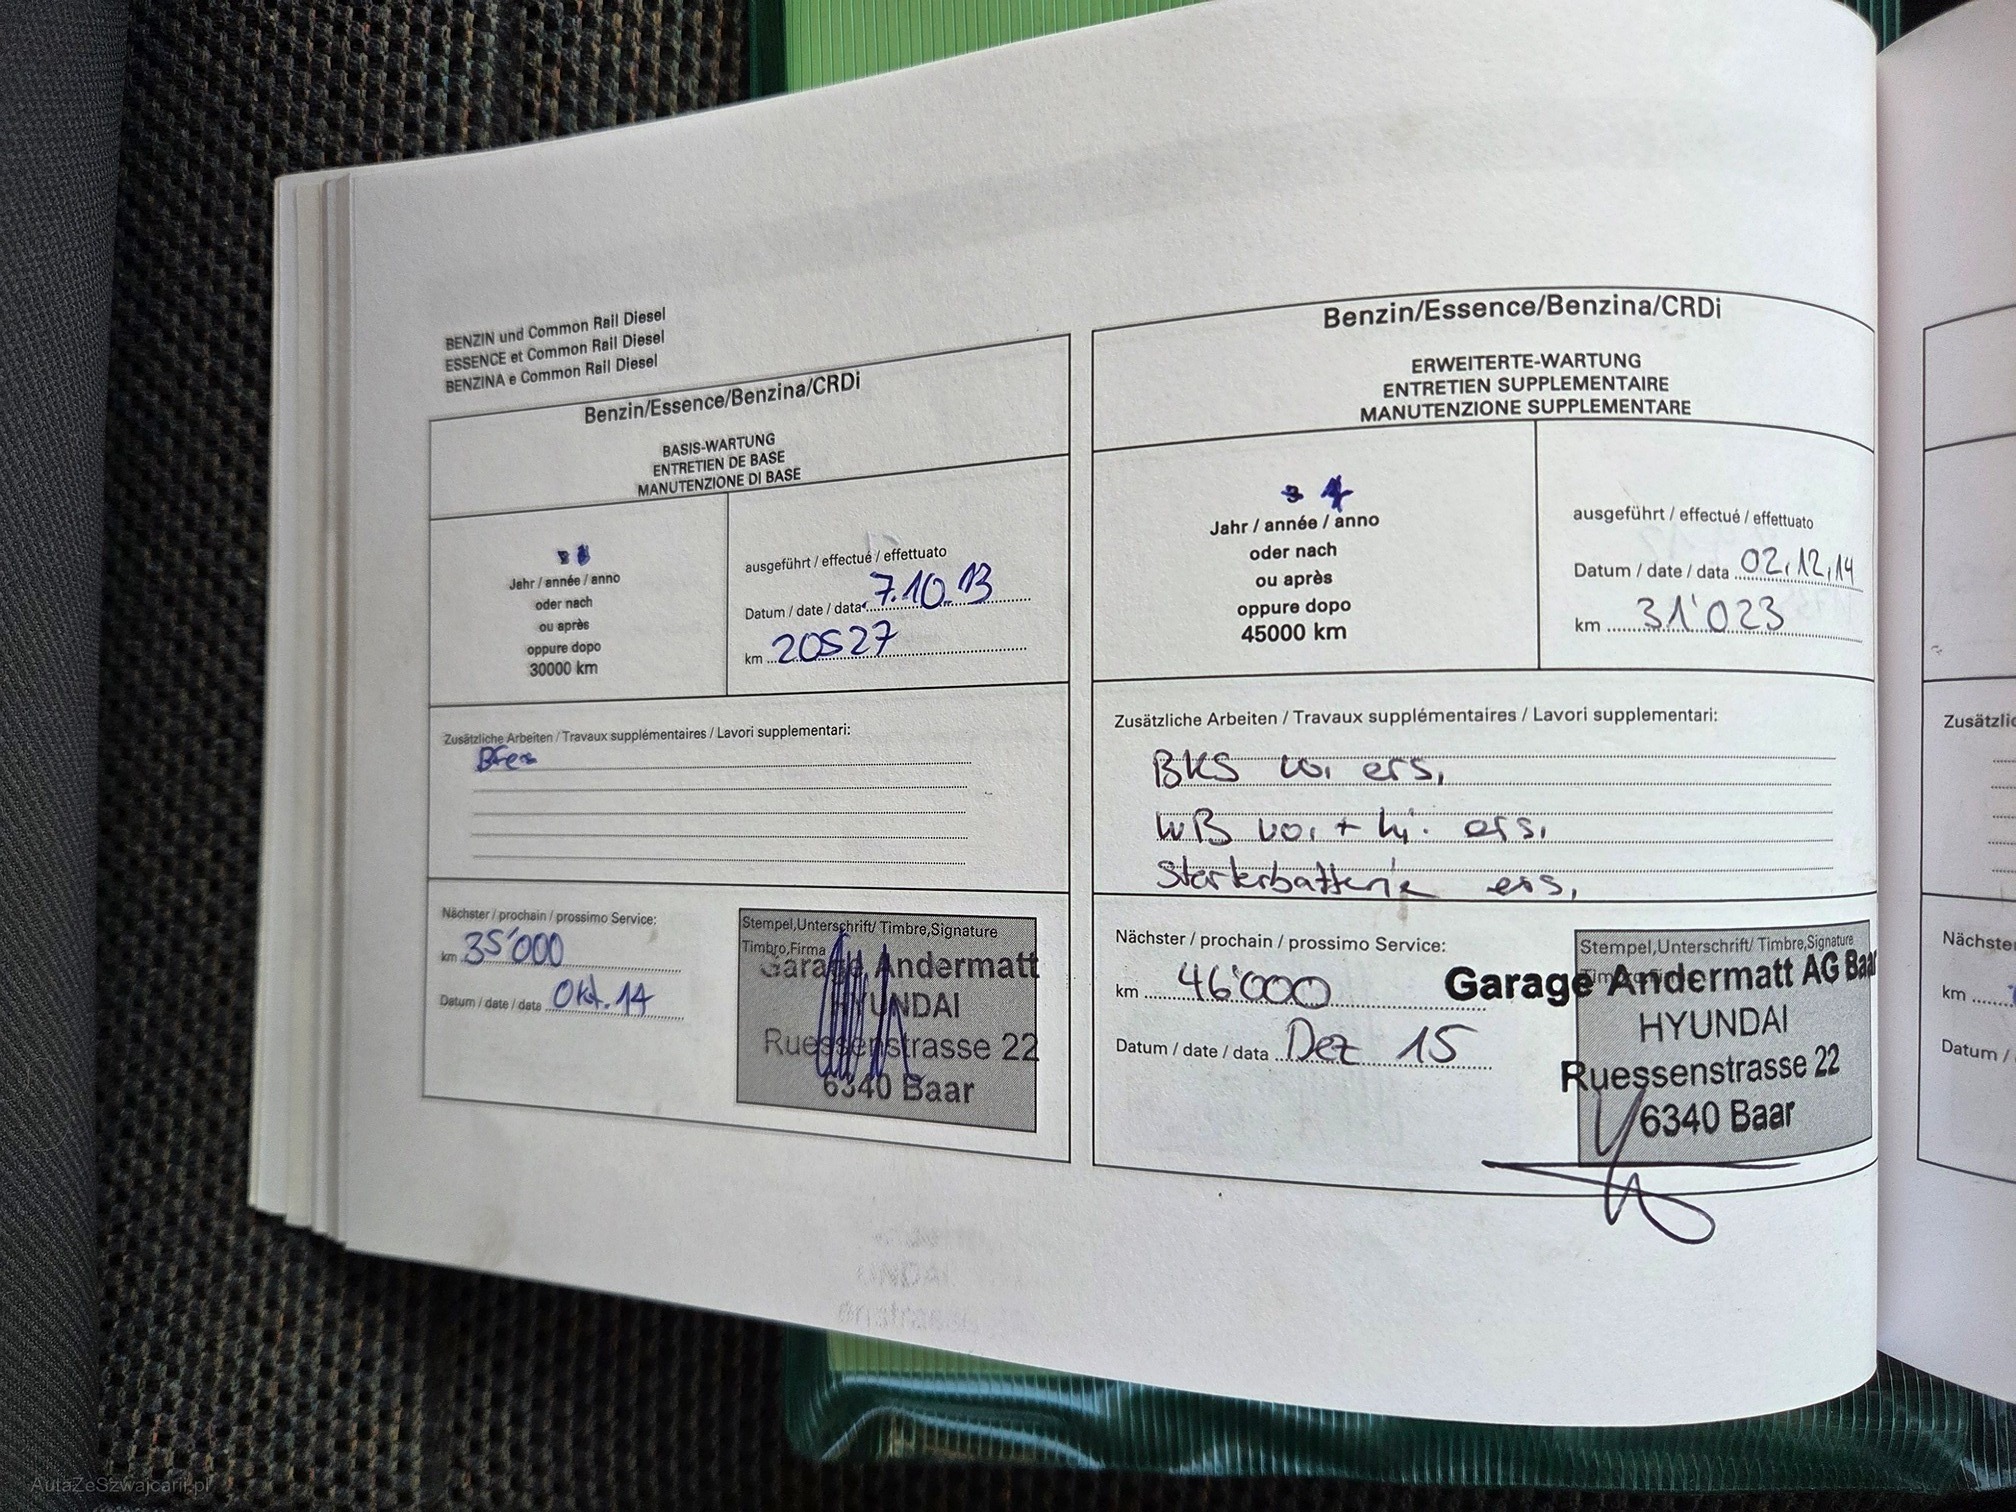 BENZIN und Common Rail Diesel
ESSENCE et Common Rail Diesel
BENZINA e Common Rail Diesel
Benzin/Essence/Benzina/CRDi
BASIS-WARTUNG
ENTRETIEN DE BASE
MANUTENZIONE DI BASE
Jahr / année / anno
oder nach
ou après
oppure dopo
30000 km
ausgeführt / effectué / effettuato
Datum / date / data 7.10.13
km 20527
Zusätzliche Arbeiten / Travaux supplémentaires / Lavori supplementari:
Nächster / prochain / prossimo Service:
km 35'000
Datum / date / data Okt.14
Stempel,Unterschrift/ Timbre,Signature
Timbro,Firma
Garage Andermatt
HYUNDAI
Ruessenstrasse 22
6340 Baar
Benzin/Essence/Benzina/CRDi
ERWEITERTE-WARTUNG
ENTRETIEN SUPPLEMENTAIRE
MANUTENZIONE SUPPLEMENTARE
Jahr / année / anno
oder nach
ou après
oppure dopo
45000 km
ausgeführt / effectué / effettuato
Datum / date / data 02.12.14
km 31'023
Zusätzliche Arbeiten / Travaux supplémentaires / Lavori supplementari:
BKS vo. ers.
WB vo. + hi. ers.
Starterbatterie ers.
Nächster / prochain / prossimo Service:
km 46'000
Datum / date / data Dez 15
Stempel,Unterschrift/ Timbre,Signature
Garage Andermatt AG Baar
HYUNDAI
Ruessenstrasse 22
6340 Baar
Zusätzlic
Nächste
km
Datum /
AutaZeSzwajcarii.pl